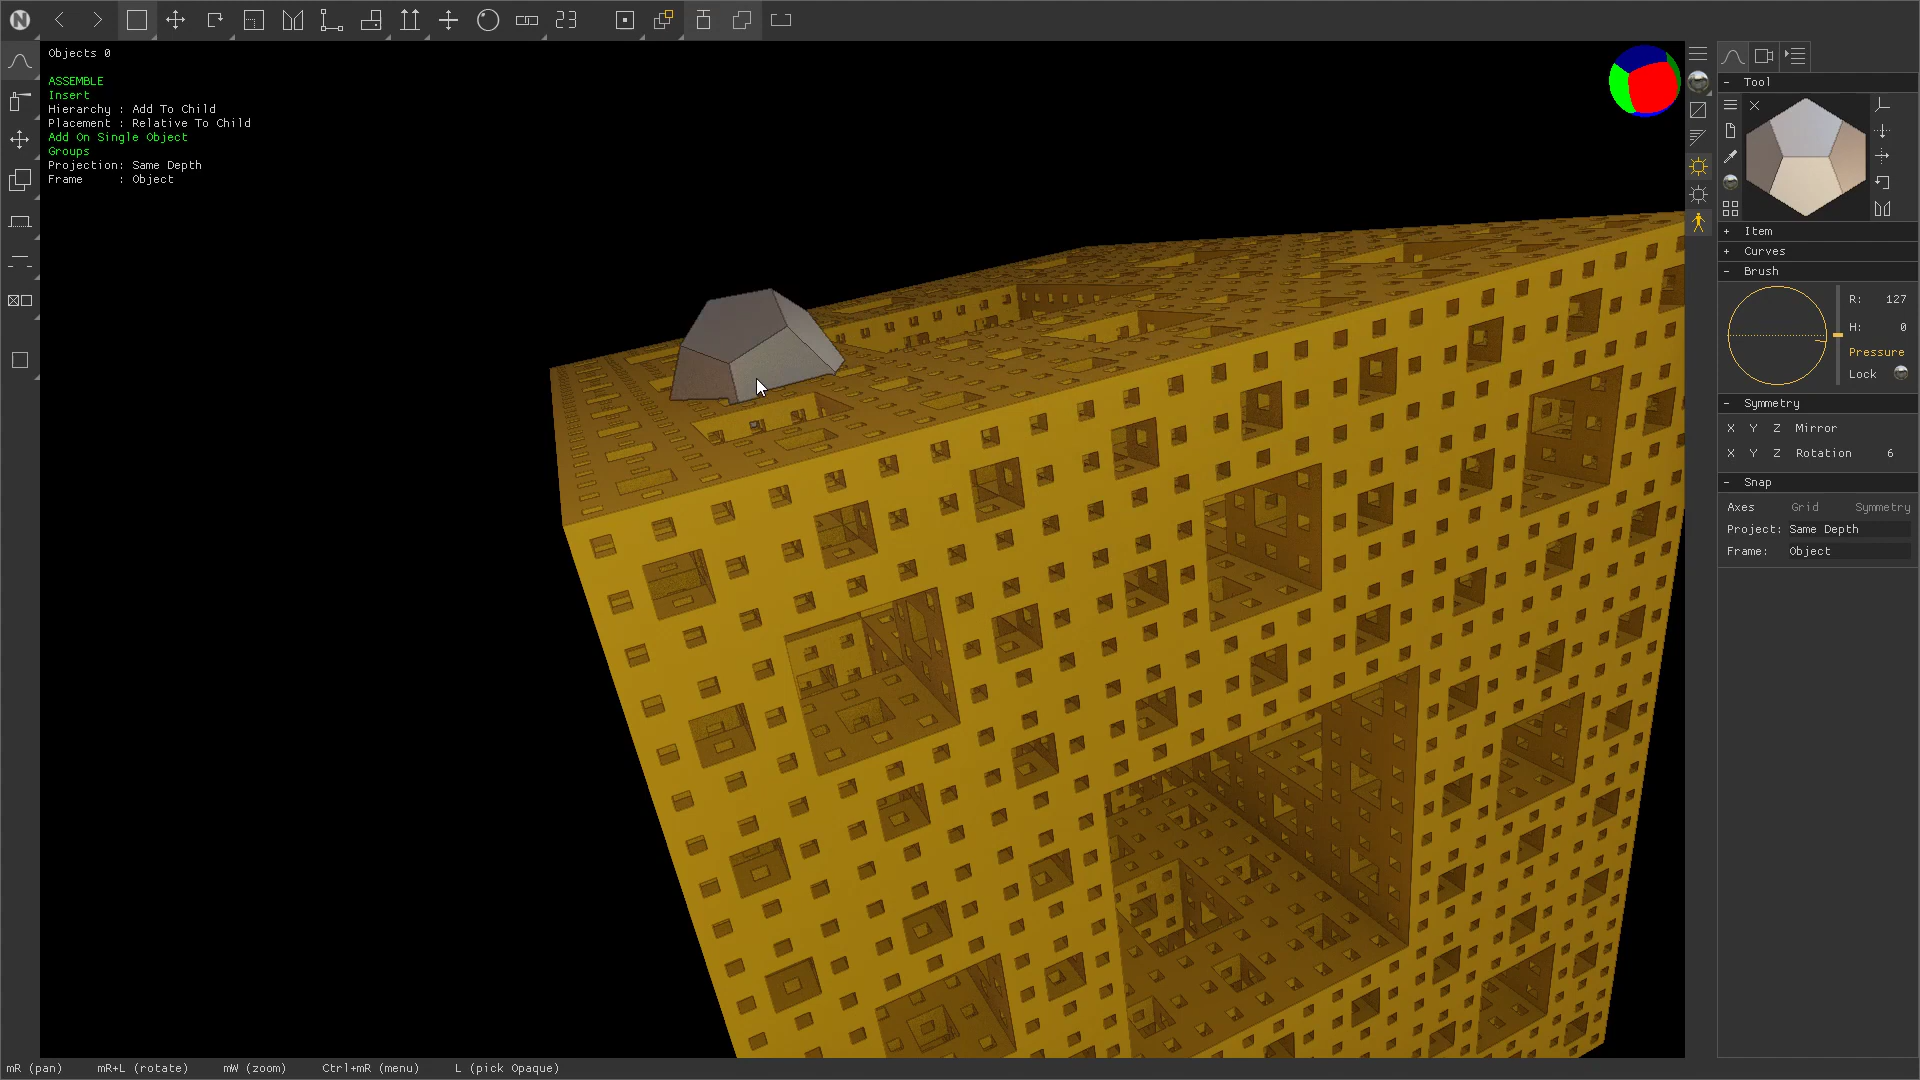 N
23
Objects 0
ASSEMBLE
Insert
Hierarchy : Add To Child
Placement : Relative To Child
Add On Single Object
Groups
Projection: Same Depth
Frame     : Object
- Tool
+ Item
+ Curves
- Brush
R: 127
H: 0
Pressure
Lock
- Symmetry
X Y Z Mirror
X Y Z Rotation 6
- Snap
Axes Grid Symmetry
Project: Same Depth
Frame: Object
mR (pan) mR+L (rotate) mW (zoom) Ctrl+mR (menu) L (pick Opaque)